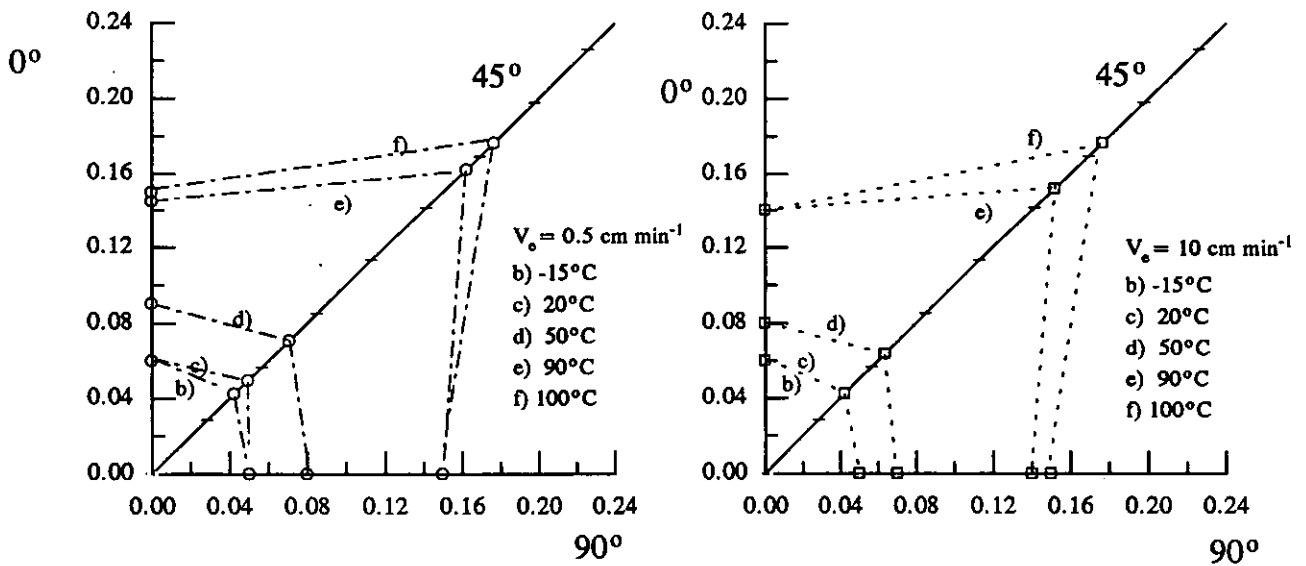 0.24
0.20
0.16
0.12
0.08
0.04
0.00
0°
45°
f)
e)
d)
c)
b)
V_e = 0.5 cm min⁻¹
b) -15°C
c) 20°C
d) 50°C
e) 90°C
f) 100°C
0.00 0.04 0.08 0.12 0.16 0.20 0.24
90°
0.24
0.20
0.16
0.12
0.08
0.04
0.00
0°
45°
f)
e)
d)
c)
b)
V_e = 10 cm min⁻¹
b) -15°C
c) 20°C
d) 50°C
e) 90°C
f) 100°C
0.00 0.04 0.08 0.12 0.16 0.20 0.24
90°